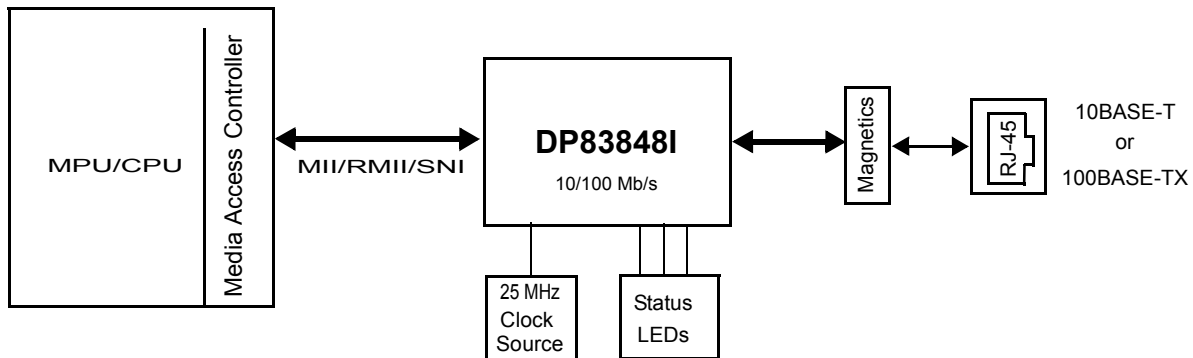 MPU/CPU
Media Access Controller
MII/RMII/SNI
DP83848I
10/100 Mb/s
25 MHz
Clock
Source
Status
LEDs
Magnetics
RJ-45
10BASE-T
or
100BASE-TX